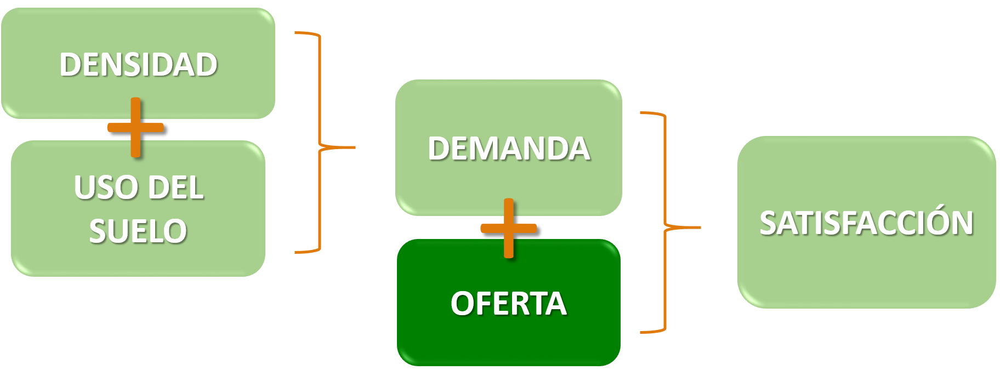 DENSIDAD
USO DEL
SUELO
DEMANDA
OFERTA
SATISFACCIÓN